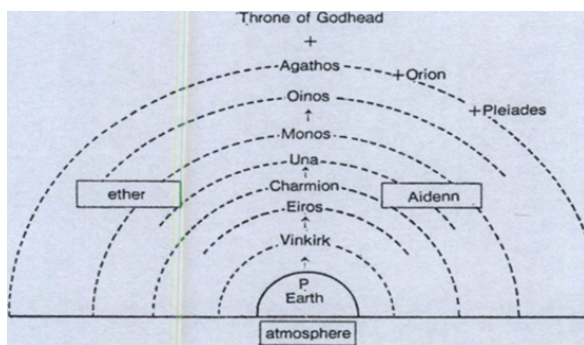 Throne of Godhead
+
Agathos
+Orion
Oinos
+Pleiades
Monos
Una
ether
Charmion
Aidenn
Eiros
Vinkirk
P
Earth
atmosphere